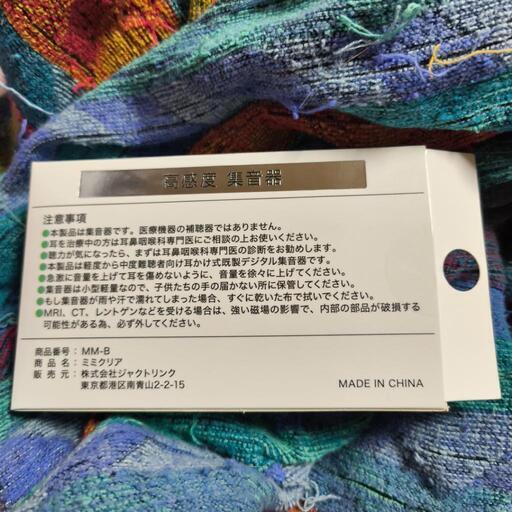 高感度 集音器
注意事項
●本製品は集音器です。医療機器の補聴器ではありません。
●耳を治療中の方は耳鼻咽喉科専門医にご相談の上お使いください。
●聴力が気になったら、まずは耳鼻咽喉科専門医の診断をお勧めします。
●本製品は軽度から中度難聴者向け耳かけ式既製デジタル集音器です。
●急激に音量を上げて耳を傷めないように、音量を徐々に上げてください。
●集音器は小型軽量なので、子供たちの手の届かない所に保管してください。
●もし集音器が雨や汗で濡れてしまった場合、すぐに乾いた布で拭いてください。
●MRI、CT、レントゲンなどを受ける場合は、強い磁場の影響で、内部の部品が破損する
可能性がある為、必ず外してください。
商品番号： MM-B
商品名： ミミクリア
販売元： 株式会社ジャクトリンク
東京都港区南青山2-2-15
MADE IN CHINA